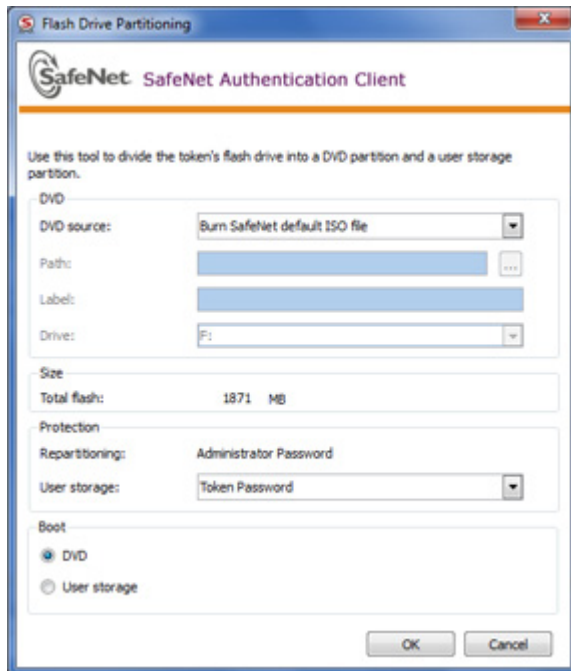 Flash Drive Partitioning
SafeNet. SafeNet Authentication Client
Use this tool to divide the token's flash drive into a DVD partition and a user storage
partition.
DVD
DVD source: Burn SafeNet default ISO file
Path: ...
Label:
Drive: F:
Size
Total flash: 1871 MB
Protection
Repartitioning: Administrator Password
User storage: Token Password
Boot
DVD
User storage
OK Cancel